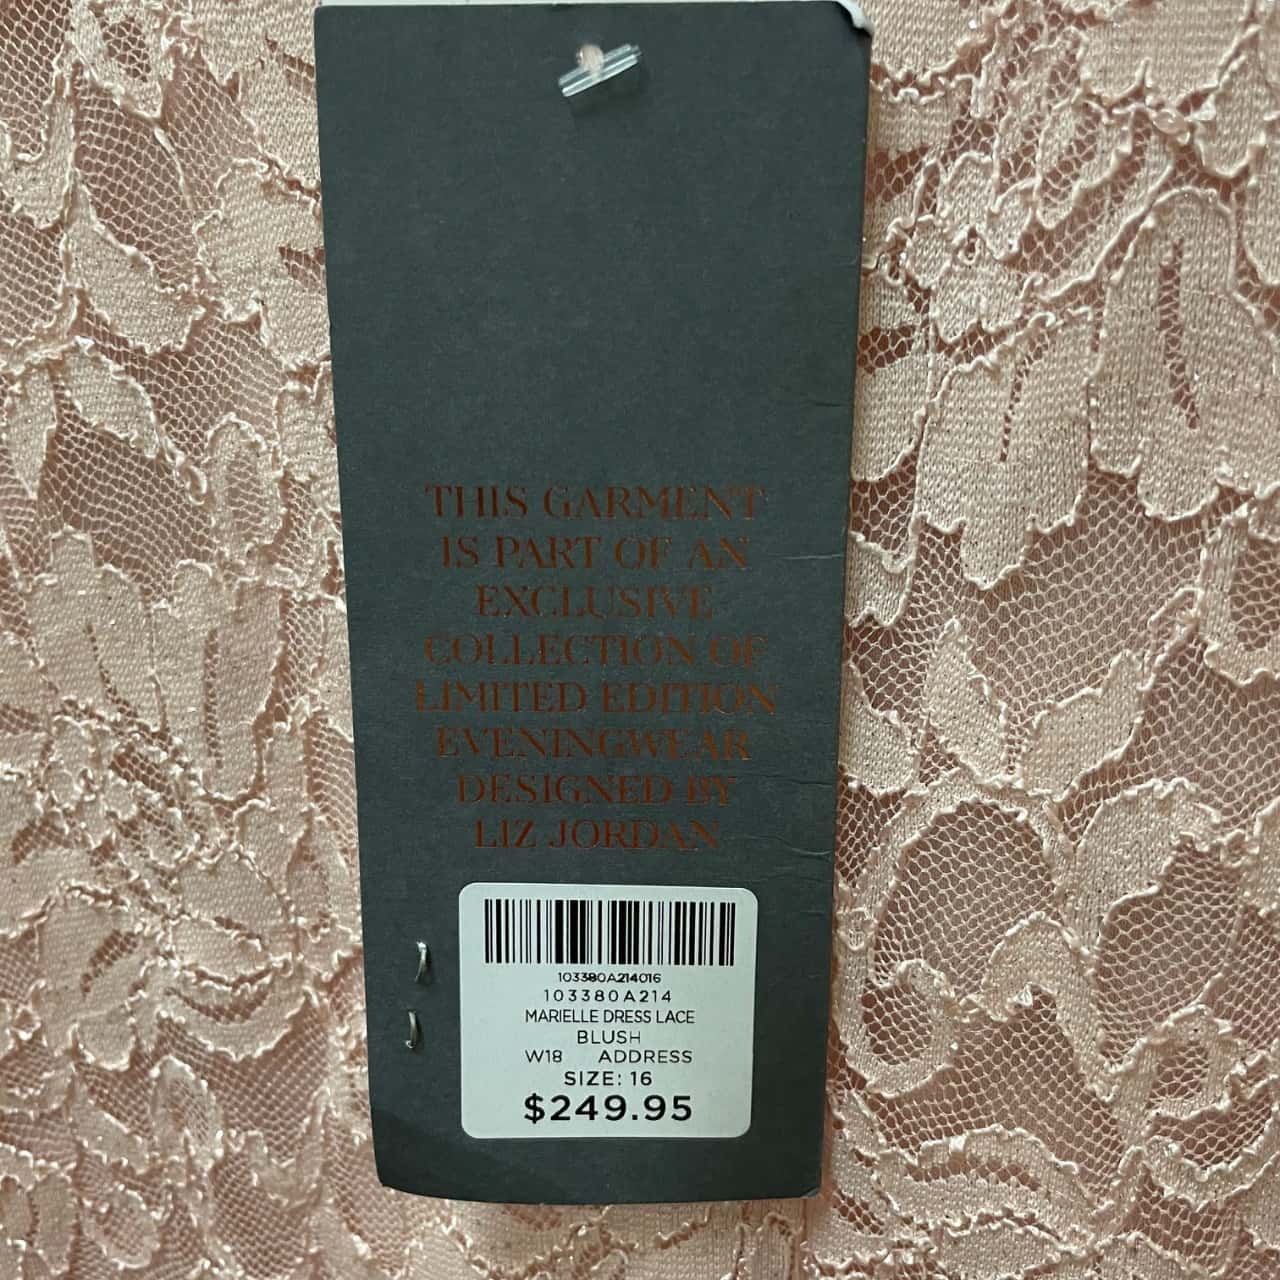 THIS GARMENT
IS PART OF AN
EXCLUSIVE
COLLECTION OF
LIMITED EDITION
EVENINGWEAR
DESIGNED BY
LIZ JORDAN
103380A214016
103380A214
MARIELLE DRESS LACE
BLUSH
W18 ADDRESS
SIZE: 16
$249.95